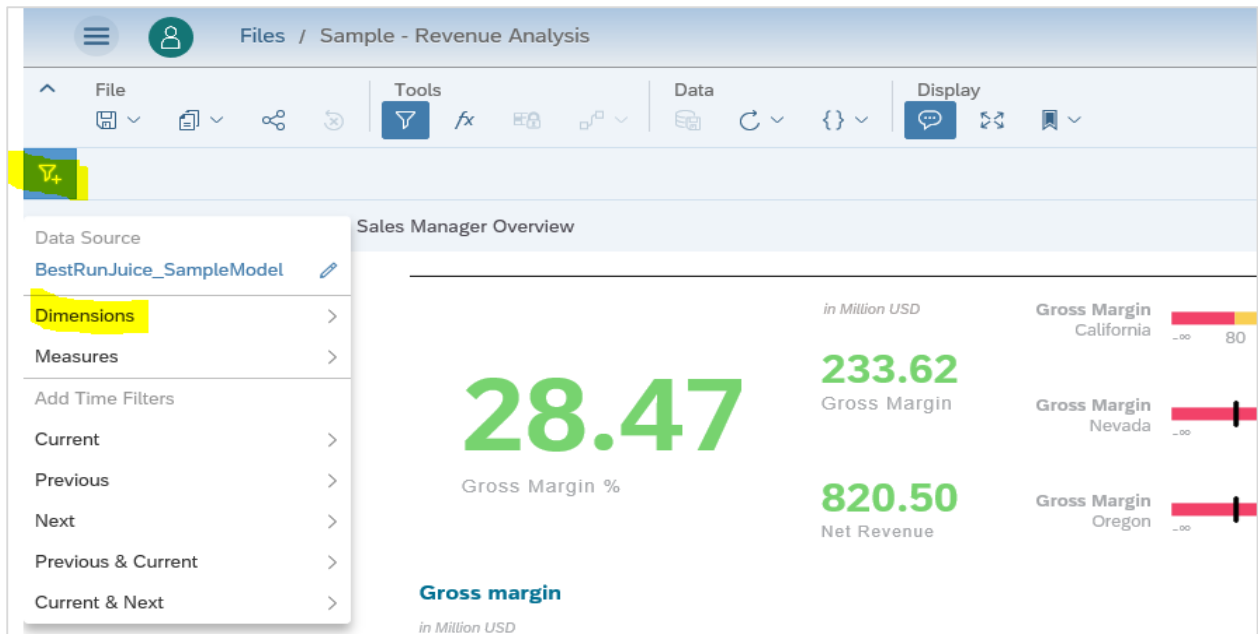 Files / Sample - Revenue Analysis
File
Tools
Data
Display
fx
{}
Data Source
BestRunJuice_SampleModel
Dimensions
Measures
Add Time Filters
Current
Previous
Next
Previous & Current
Current & Next
Sales Manager Overview
28.47
Gross Margin %
in Million USD
233.62
Gross Margin
820.50
Net Revenue
Gross Margin
California
-∞ 80
Gross Margin
Nevada
-∞
Gross Margin
Oregon
-∞
Gross margin
in Million USD